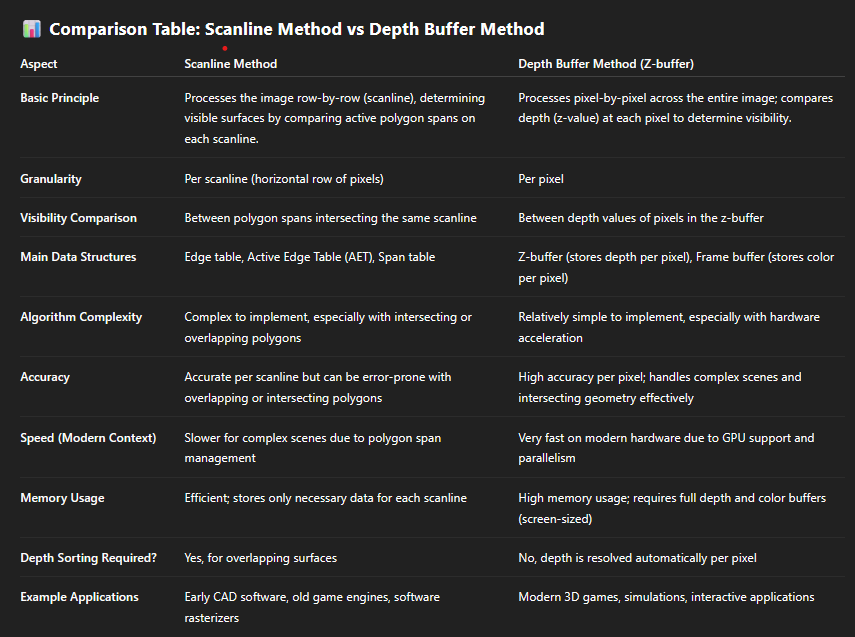 📊 Comparison Table: Scanline Method vs Depth Buffer Method
Aspect Scanline Method Depth Buffer Method (Z-buffer)
Basic Principle Processes the image row-by-row (scanline), determining Processes pixel-by-pixel across the entire image; compares
visible surfaces by comparing active polygon spans on depth (z-value) at each pixel to determine visibility.
each scanline.
Granularity Per scanline (horizontal row of pixels) Per pixel
Visibility Comparison Between polygon spans intersecting the same scanline Between depth values of pixels in the z-buffer
Main Data Structures Edge table, Active Edge Table (AET), Span table Z-buffer (stores depth per pixel), Frame buffer (stores color
per pixel)
Algorithm Complexity Complex to implement, especially with intersecting or Relatively simple to implement, especially with hardware
overlapping polygons acceleration
Accuracy Accurate per scanline but can be error-prone with High accuracy per pixel; handles complex scenes and
overlapping or intersecting polygons intersecting geometry effectively
Speed (Modern Context) Slower for complex scenes due to polygon span Very fast on modern hardware due to GPU support and
management parallelism
Memory Usage Efficient; stores only necessary data for each scanline High memory usage; requires full depth and color buffers
(screen-sized)
Depth Sorting Required? Yes, for overlapping surfaces No, depth is resolved automatically per pixel
Example Applications Early CAD software, old game engines, software Modern 3D games, simulations, interactive applications
rasterizers